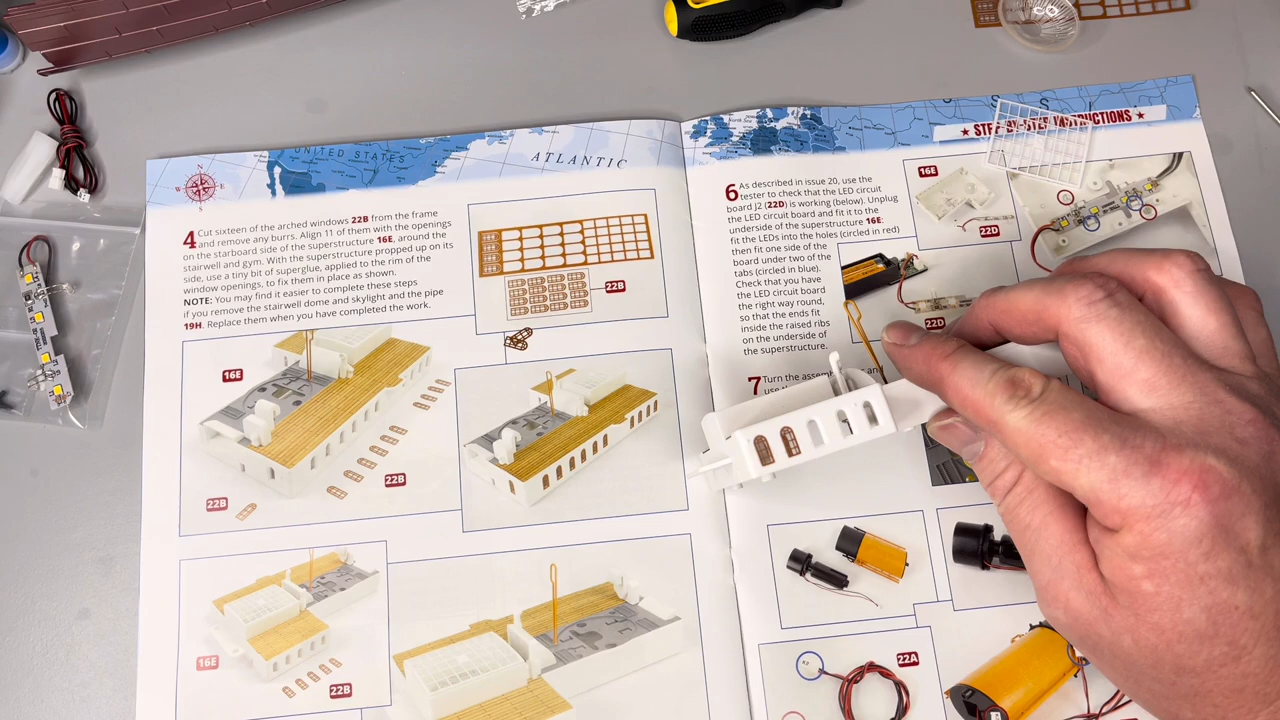 UNITED STATES
ATLANTIC
N
W
E
S
4 Cut sixteen of the arched windows 22B from the frame
and remove any burrs. Align 11 of them with the openings
on the starboard side of the superstructure 16E, around the
stairwell and gym. With the superstructure propped up on its
side, use a tiny bit of superglue, applied to the rim of the
window openings, to fix them in place as shown.
NOTE: You may find it easier to complete these steps
if you remove the stairwell dome and skylight and the pipe
19H. Replace them when you have completed the work.
22B
16E
22B
22B
16E
22B
North Sea
★ STEP-BY-STEP INSTRUCTIONS ★
6 As described in issue 20, use the
tester to check that the LED circuit
board J2 (22D) is working (below). Unplug
the LED circuit board and fit it to the
underside of the superstructure 16E:
fit the LEDs into the holes (circled in red)
then fit one side of the
board under two of the
tabs (circled in blue).
Check that you have
the LED circuit board
the right way round,
so that the ends fit
inside the raised ribs
on the underside of
the superstructure.
16E
22D
22D
7 Turn the
and
22A